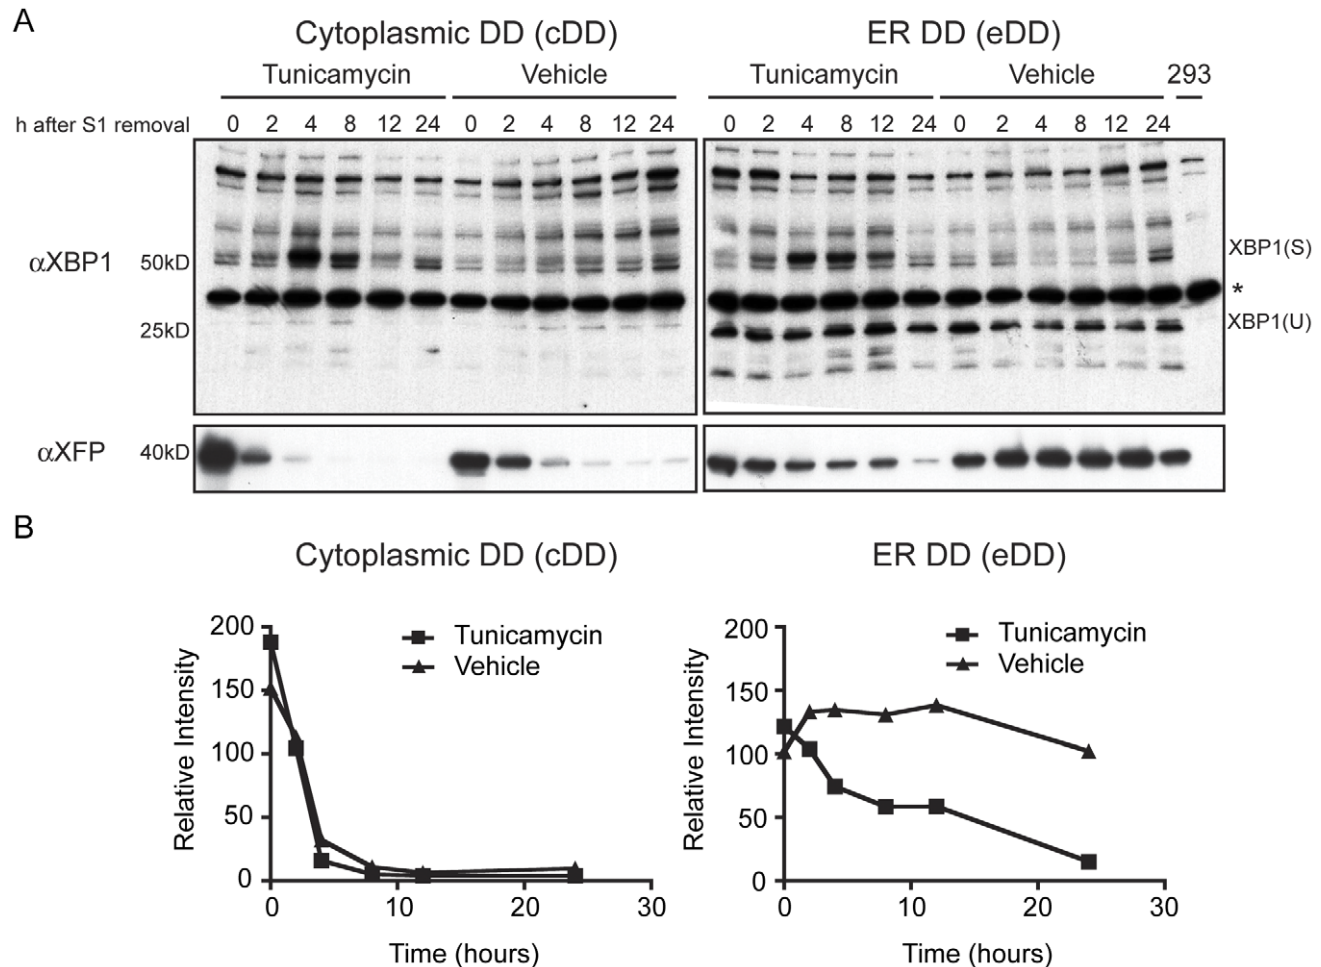 A
Cytoplasmic DD (cDD) ER DD (eDD)
Tunicamycin Vehicle Tunicamycin Vehicle 293
h after S1 removal 0 2 4 8 12 24 0 2 4 8 12 24 0 2 4 8 12 24 0 2 4 8 12 24
αXBP1 50kD XBP1(S)
*
25kD XBP1(U)
αXFP 40kD
B
Cytoplasmic DD (cDD) ER DD (eDD)
200 Tunicamycin 200 Tunicamycin
Vehicle Vehicle
150 150
Relative Intensity Relative Intensity
100 100
50 50
0 0
0 10 20 30 0 10 20 30
Time (hours) Time (hours)